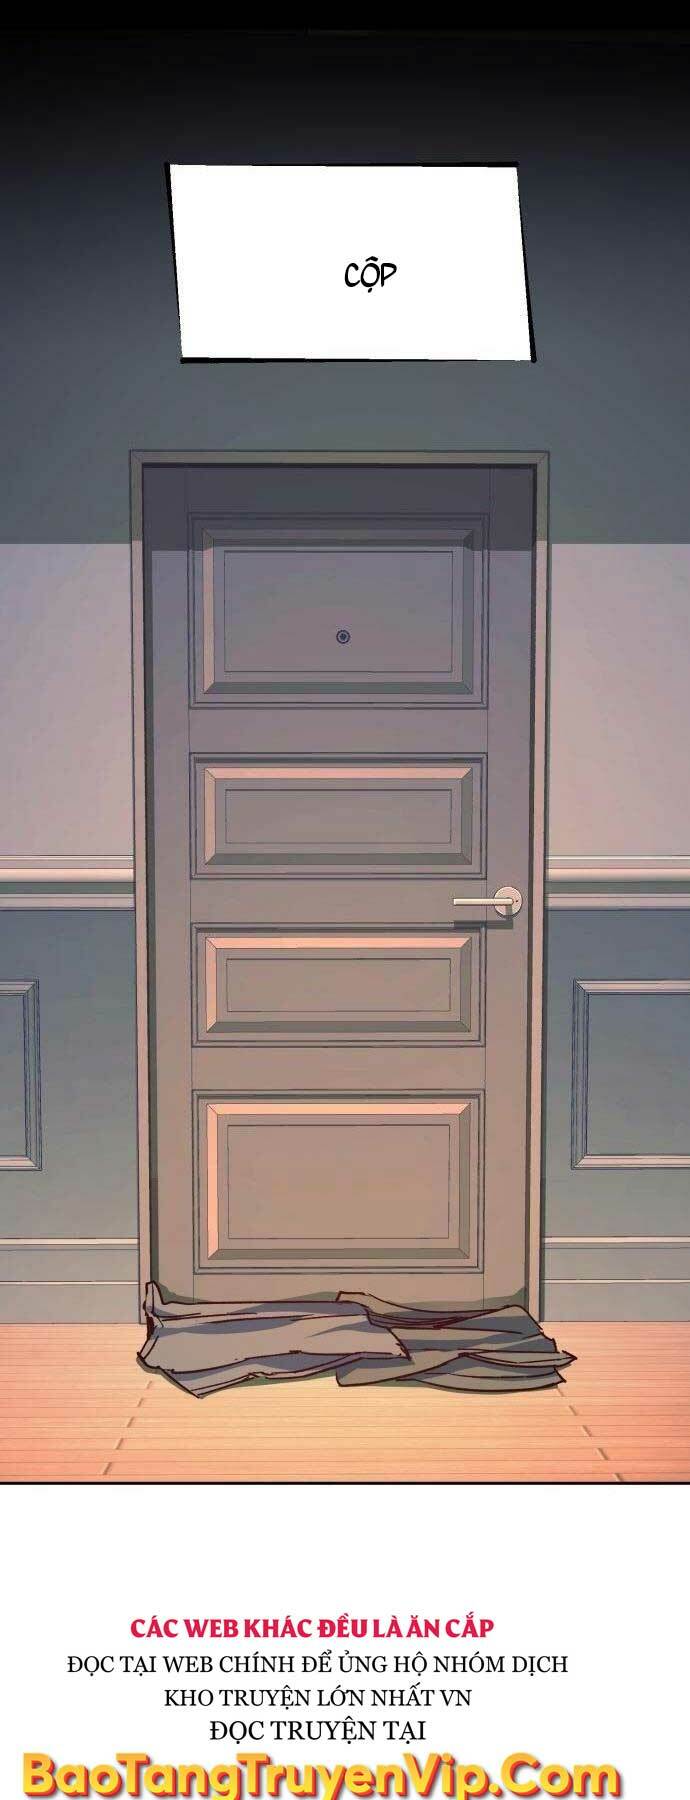 CỘP
CÁC WEB KHÁC ĐỀU LÀ ĂN CẮP
ĐỌC TẠI WEB CHÍNH ĐỂ ỦNG HỘ NHÓM DỊCH
KHO TRUYỆN LỚN NHẤT VN
ĐỌC TRUYỆN TẠI
BaoTangTruyenVip.Com